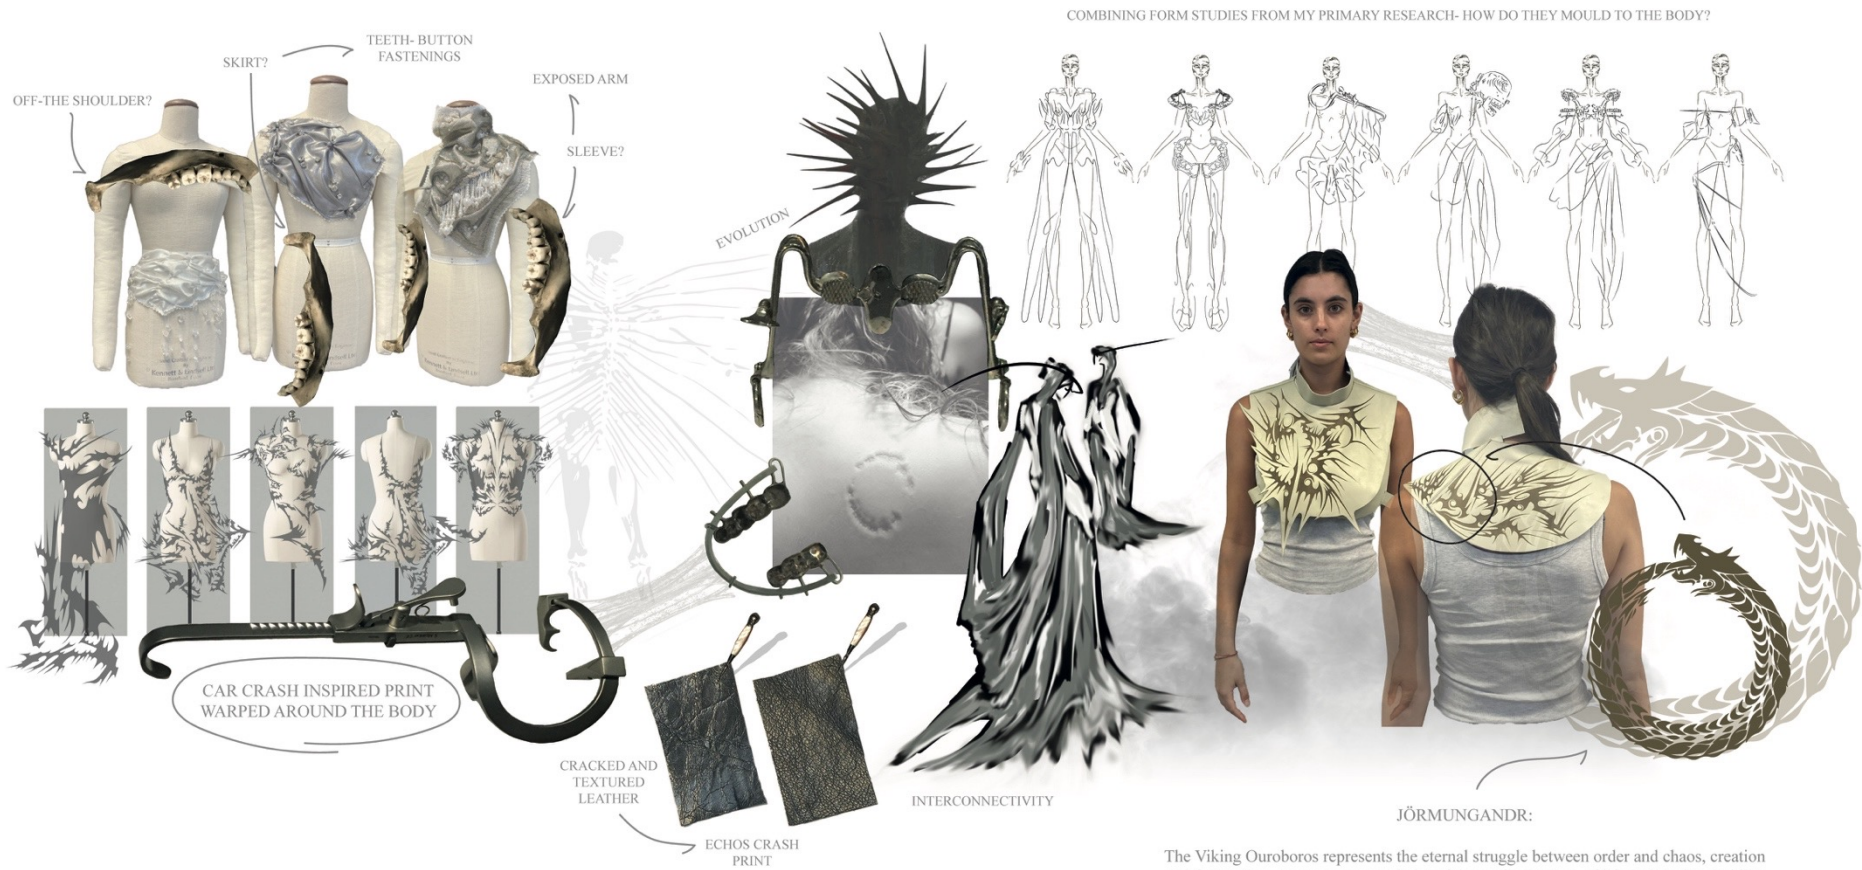 COMBINING FORM STUDIES FROM MY PRIMARY RESEARCH- HOW DO THEY MOULD TO THE BODY?
TEETH- BUTTON
FASTENINGS
SKIRT?
EXPOSED ARM
OFF-THE SHOULDER?
SLEEVE?
EVOLUTION
CAR CRASH INSPIRED PRINT
WARPED AROUND THE BODY
CRACKED AND
TEXTURED
LEATHER
ECHOS CRASH
PRINT
INTERCONNECTIVITY
JÖRMUNGANDR:
The Viking Ouroboros represents the eternal struggle between order and chaos, creation